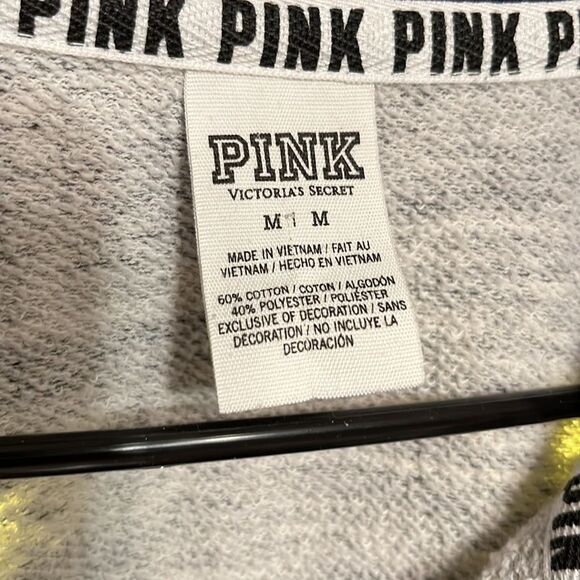 PINK PINK PINK PINK P
PINK
VICTORIA'S SECRET
M | M
MADE IN VIETNAM / FAIT AU
VIETNAM / HECHO EN VIETNAM
60% COTTON / COTON / ALGODÓN
40% POLYESTER / POLIÉSTER
EXCLUSIVE OF DECORATION / SANS
DÉCORATION / NO INCLUYE LA
DECORACIÓN